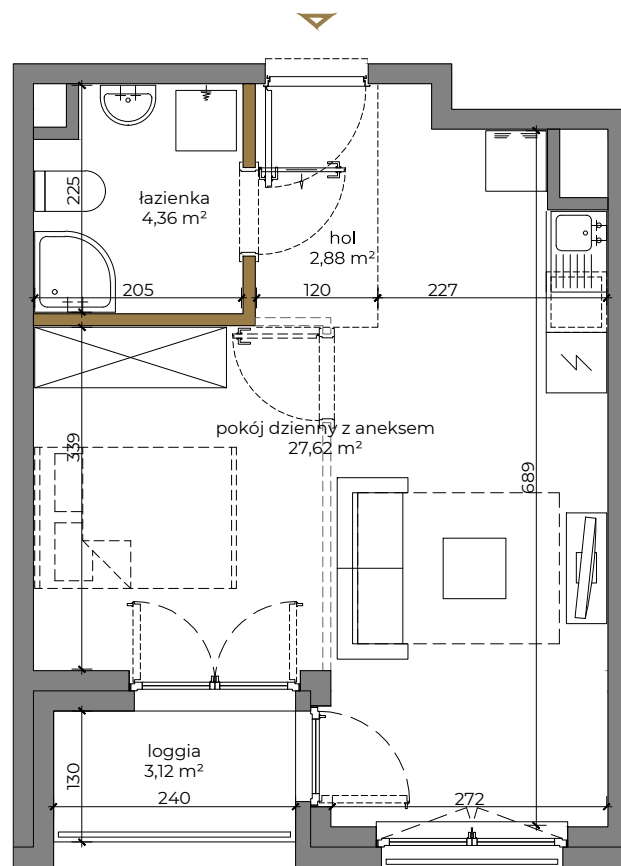 225
łazienka
4,36 m²
hol
2,88 m²
205
120
227
pokój dzienny z aneksem
27,62 m²
339
689
loggia
3,12 m²
130
240
272